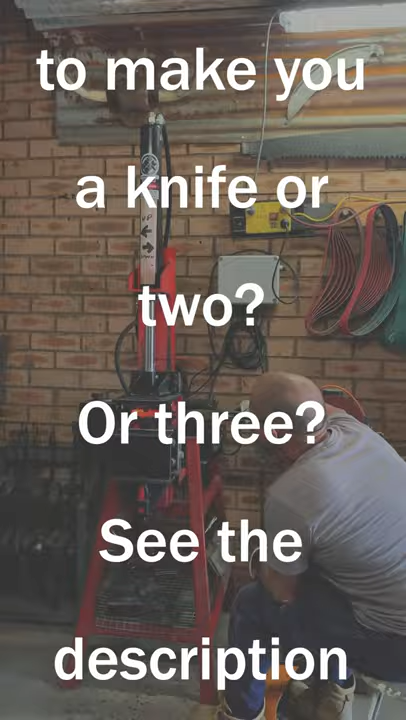 to make you
a knife or
two?
Or three?
See the
description